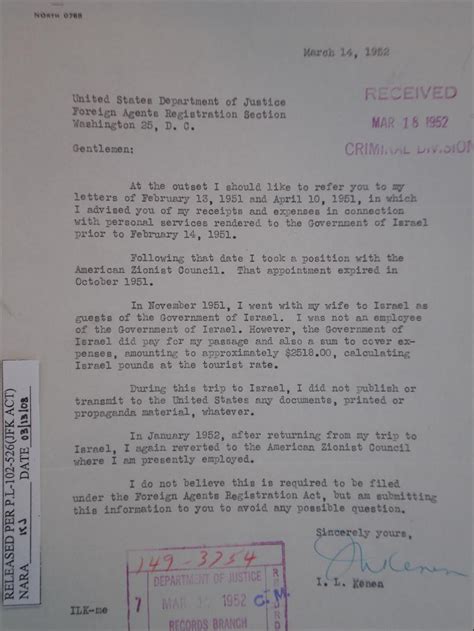 NORTH 0768
March 14, 1952
United States Department of Justice
Foreign Agents Registration Section
Washington 25, D. C.
RECEIVED
MAR 18 1952
CRIMINAL DIVISION
Gentlemen:
At the outset I should like to refer you to my
letters of February 13, 1951 and April 10, 1951, in which
I advised you of my receipts and expenses in connection
with personal services rendered to the Government of Israel
prior to February 14, 1951.
Following that date I took a position with the
American Zionist Council. That appointment expired in
October 1951.
In November 1951, I went with my wife to Israel as
guests of the Government of Israel. I was not an employee
of the Government of Israel. However, the Government of
Israel did pay for my passage and also a sum to cover ex-
penses, amounting to approximately $2518.00, calculating
Israel pounds at the tourist rate.
During this trip to Israel, I did not publish or
transmit to the United States any documents, printed or
propaganda material, whatever.
In January 1952, after returning from my trip to
Israel, I again reverted to the American Zionist Council
where I am presently employed.
I do not believe this is required to be filed
under the Foreign Agents Registration Act, but am submitting
this information to you to avoid any possible question.
Sincerely yours,
I. L. Kenen
I. L. Kenen
ILK-me
149-3754
DEPARTMENT OF JUSTICE
7 MAR 1952
RECORDS BRANCH
RECORD
RELEASED PER P.L-102-526(JFK ACT)
NARA DATE 03/13/08